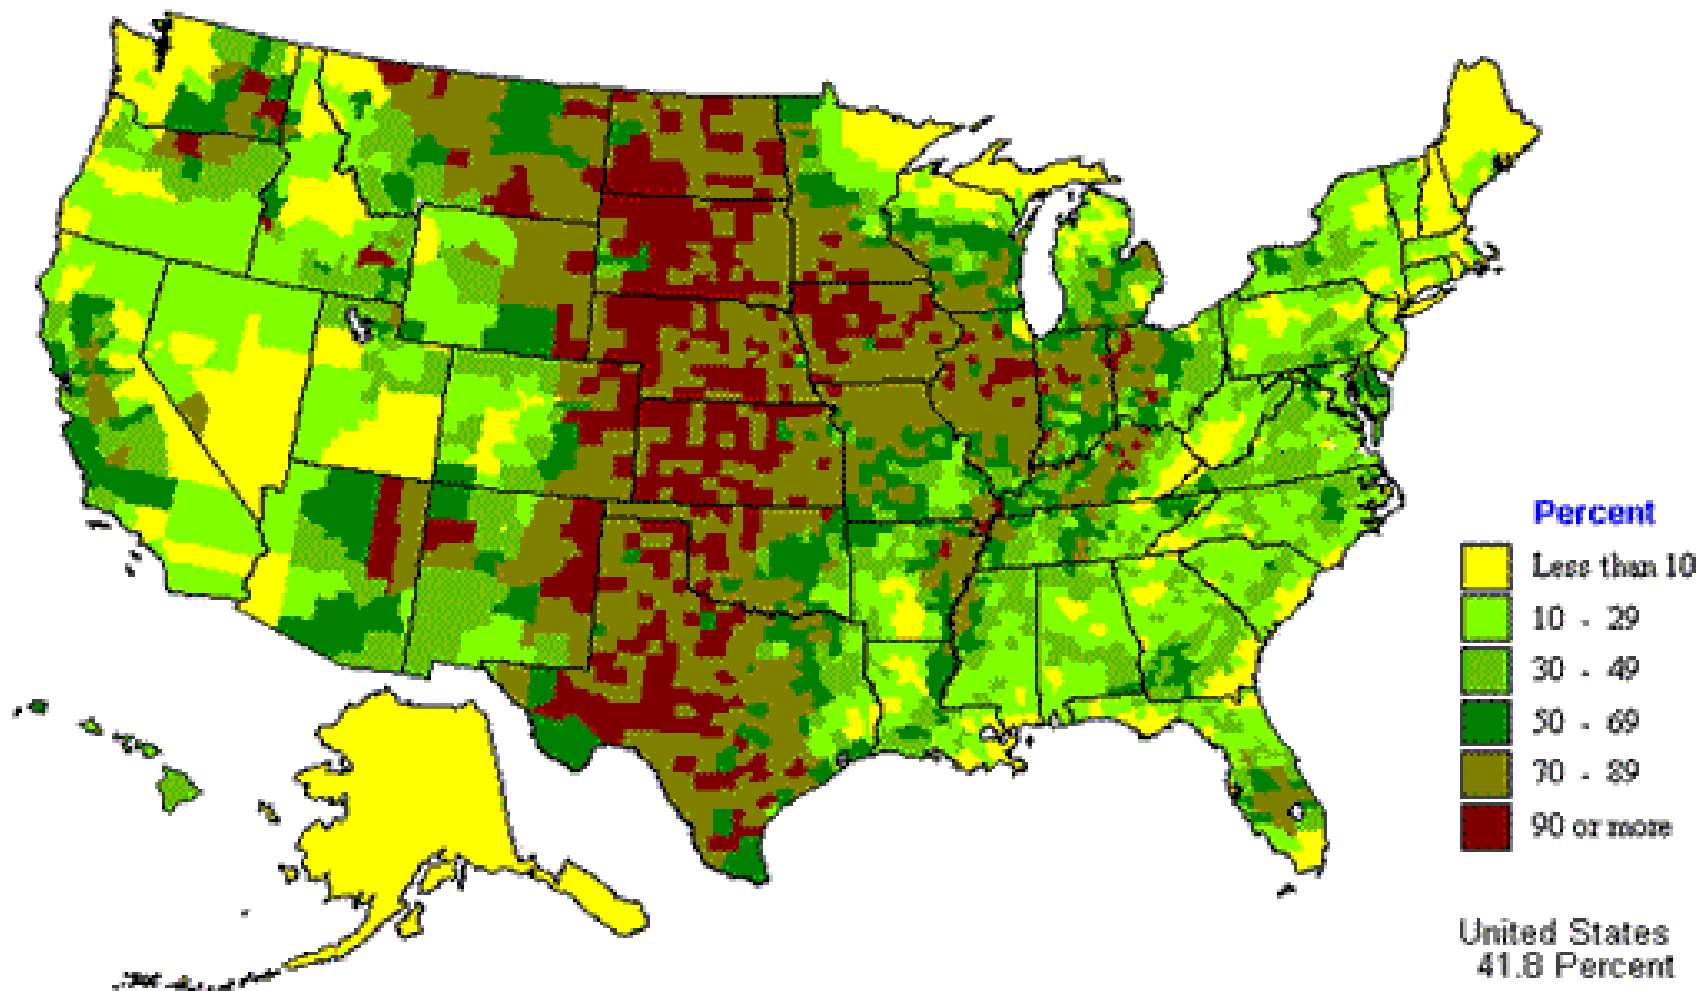 Percent
Less than 10
10 - 29
30 - 49
50 - 69
70 - 89
90 or more
United States
41.8 Percent